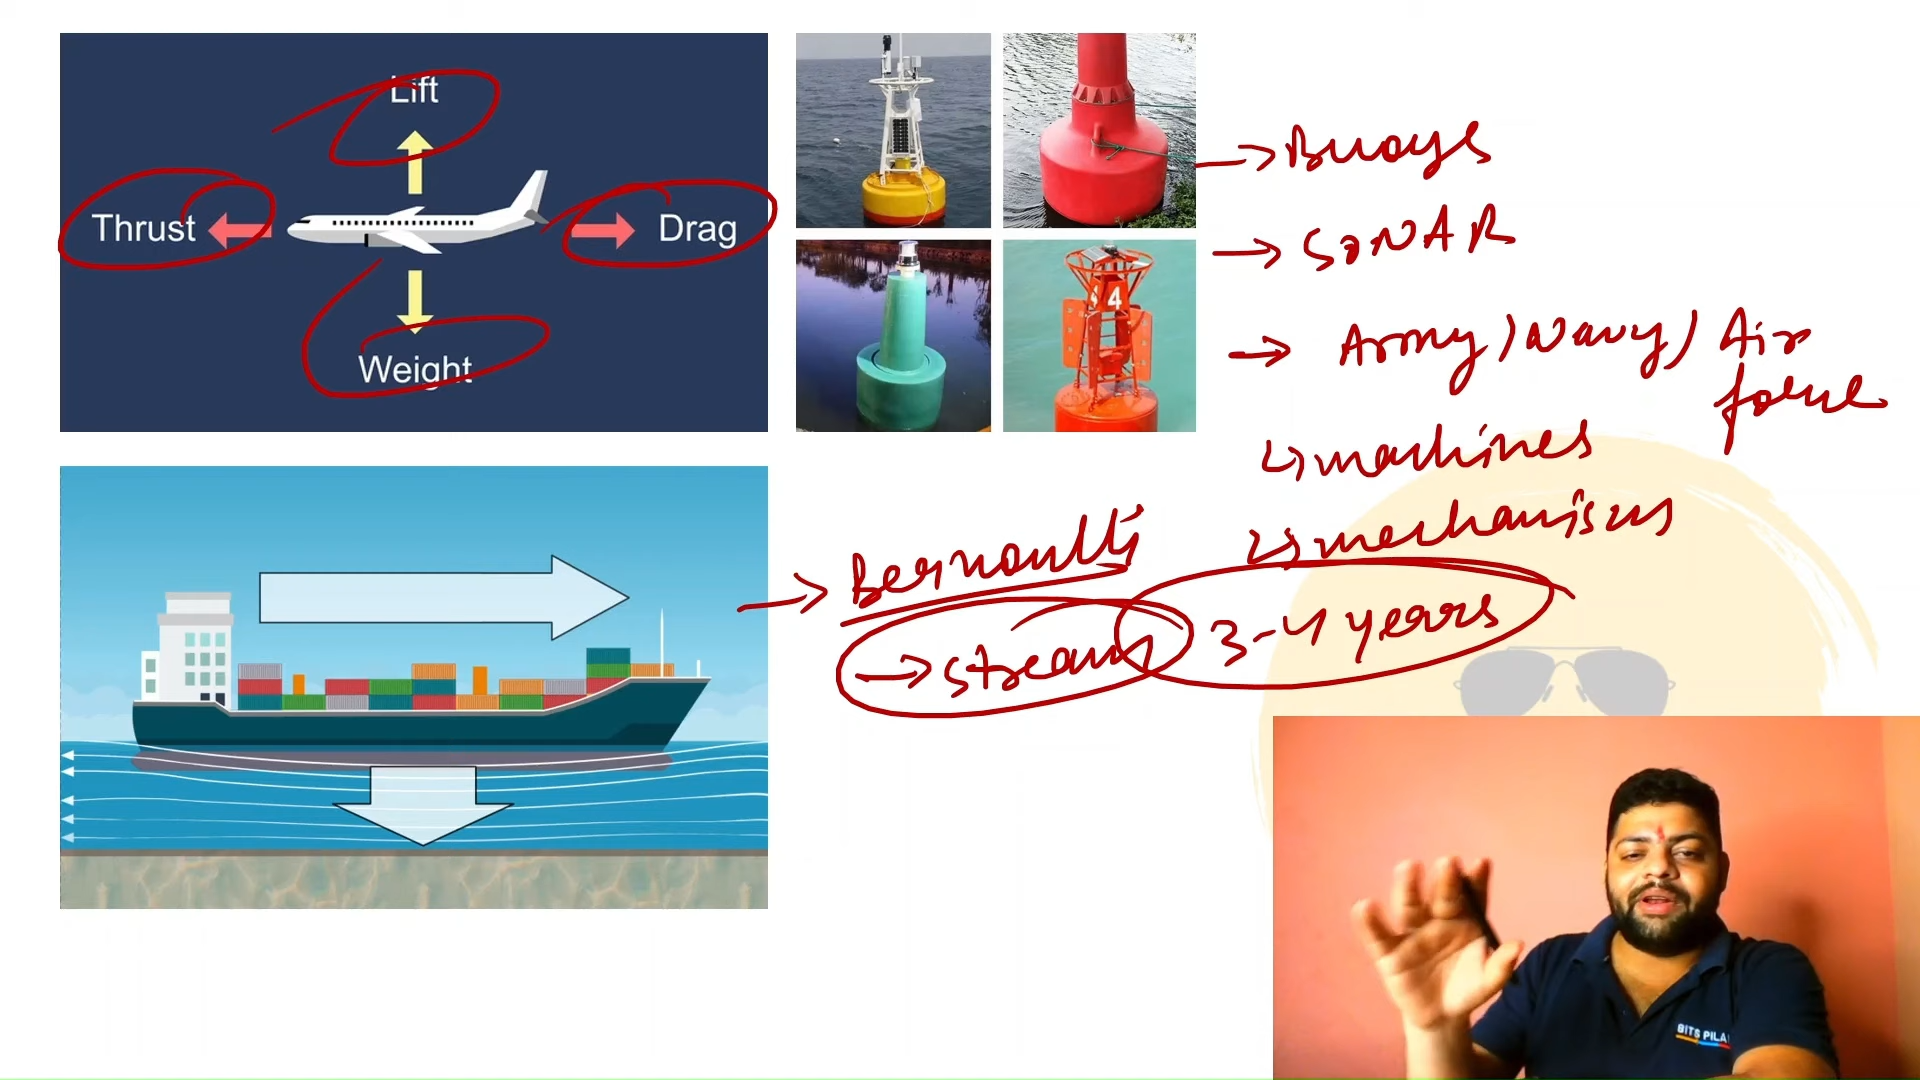 Lift
Thrust
Drag
Weight
4
→ Buoys
→ SONAR
→ Army / Navy / Air force
↳ machines
↳ mechanisms
→ Bernoulli
→ stream
3-4 years
BITS PILA